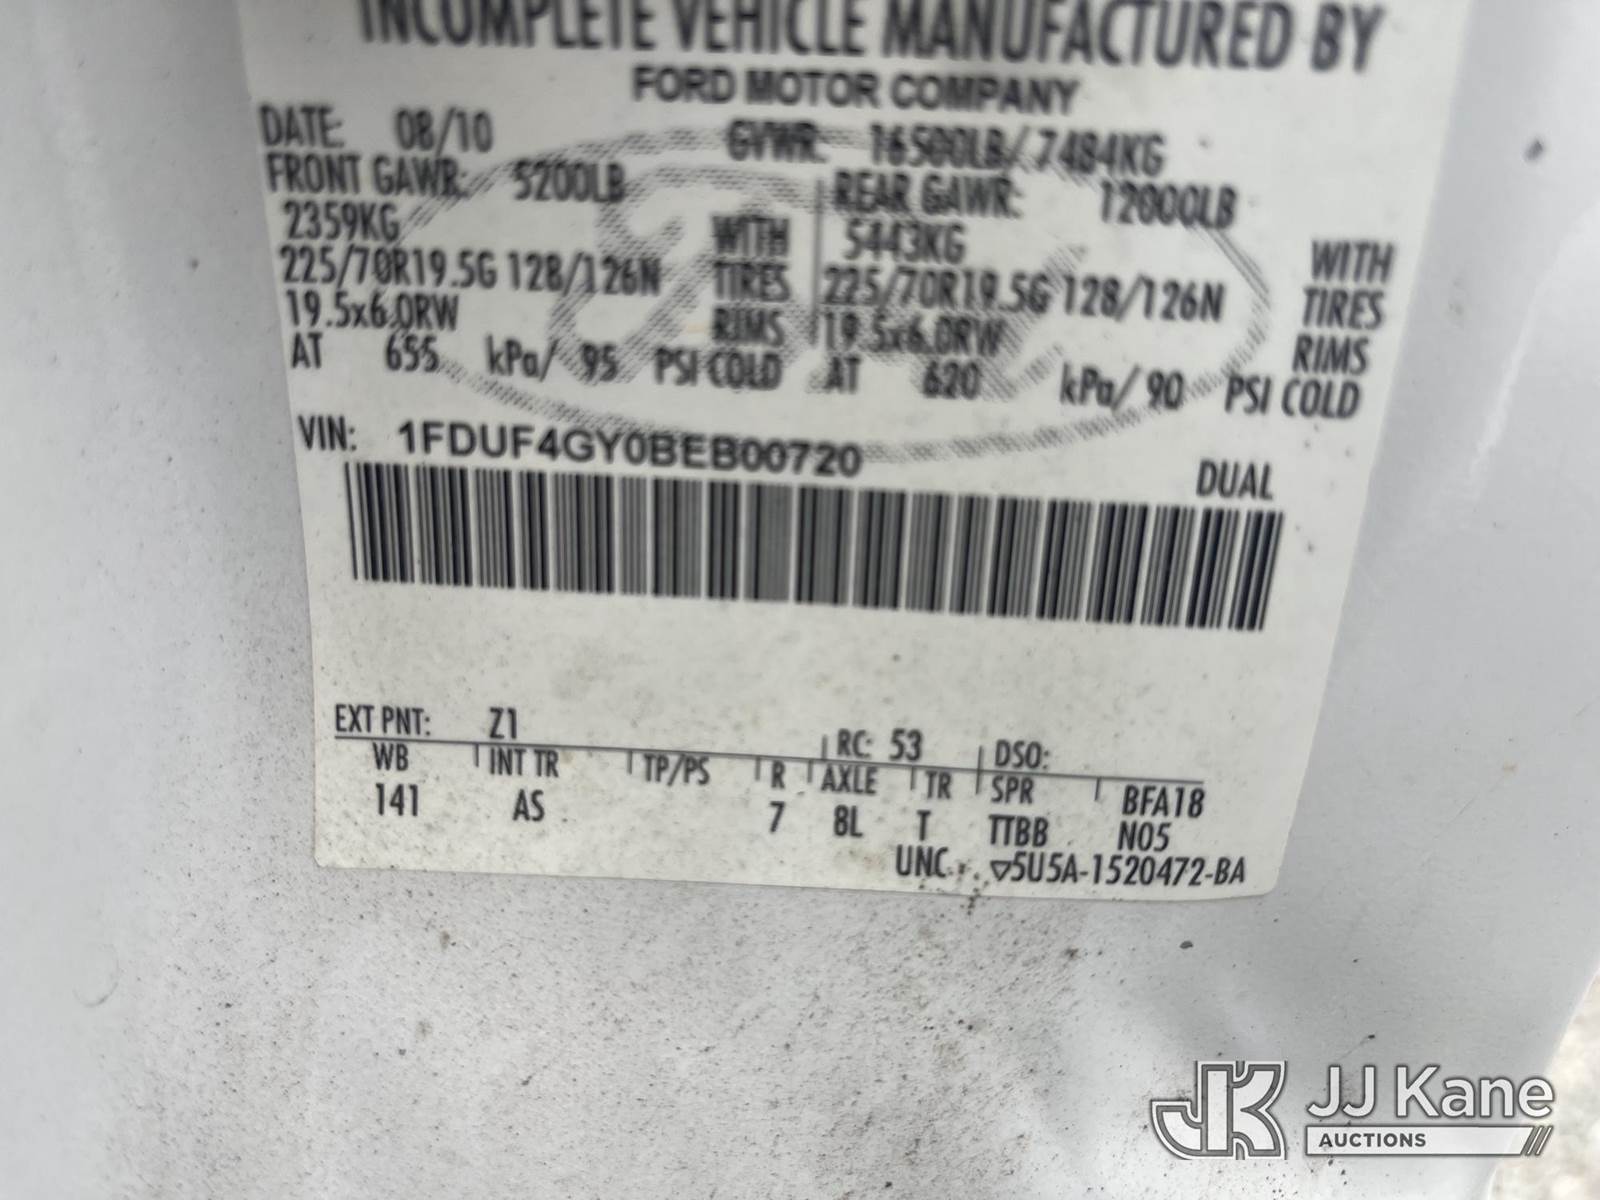 INCOMPLETE VEHICLE MANUFACTURED BY
FORD MOTOR COMPANY
DATE: 08/10 GVWR: 16500LB/ 7484KG
FRONT GAWR: 5200LB REAR GAWR: 12000LB
2359KG WITH 5443KG WITH
225/70R19.5G 128/126N TIRES 225/70R19.5G 128/126N TIRES
19.5x6.0RW RIMS 19.5x6.0RW RIMS
AT 655 kPa/ 95 PSI COLD AT 620 kPa/ 90 PSI COLD
VIN: 1FDUF4GY0BEB00720
DUAL
EXT PNT: Z1 RC: 53 DSO:
WB INT TR TP/PS R AXLE TR SPR BFA18
141 AS 7 8L T TTBB N05
UNC ▽5U5A-1520472-BA
JK JJ Kane
AUCTIONS